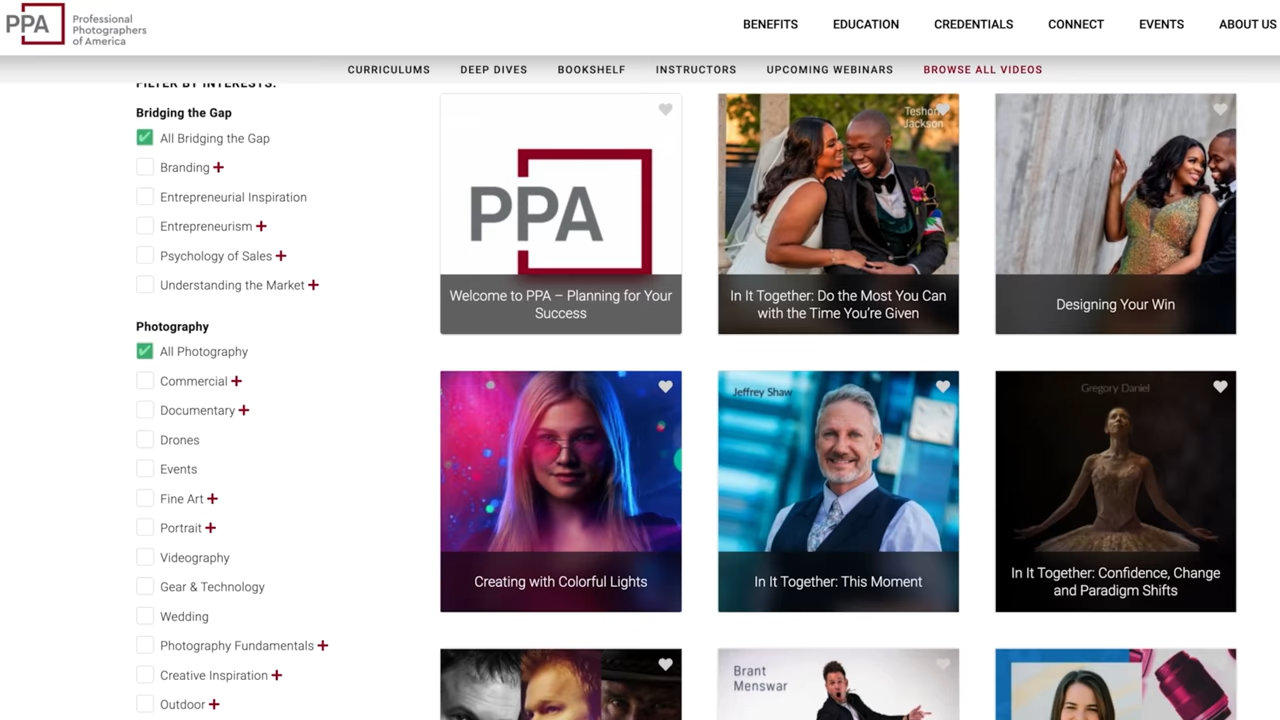 PPA
Professional
Photographers
of America
BENEFITS
EDUCATION
CREDENTIALS
CONNECT
EVENTS
ABOUT US
CURRICULUMS
DEEP DIVES
BOOKSHELF
INSTRUCTORS
UPCOMING WEBINARS
BROWSE ALL VIDEOS
FILTER BY INTERESTS:
Bridging the Gap
All Bridging the Gap
Branding +
Entrepreneurial Inspiration
Entrepreneurism +
Psychology of Sales +
Understanding the Market +
Photography
All Photography
Commercial +
Documentary +
Drones
Events
Fine Art +
Portrait +
Videography
Gear & Technology
Wedding
Photography Fundamentals +
Creative Inspiration +
Outdoor +
PPA
Welcome to PPA – Planning for Your
Success
Jackson
In It Together: Do the Most You Can
with the Time You're Given
Designing Your Win
Creating with Colorful Lights
Jeffrey Shaw
In It Together: This Moment
Gregory Daniel
In It Together: Confidence, Change
and Paradigm Shifts
Brant
Menswar